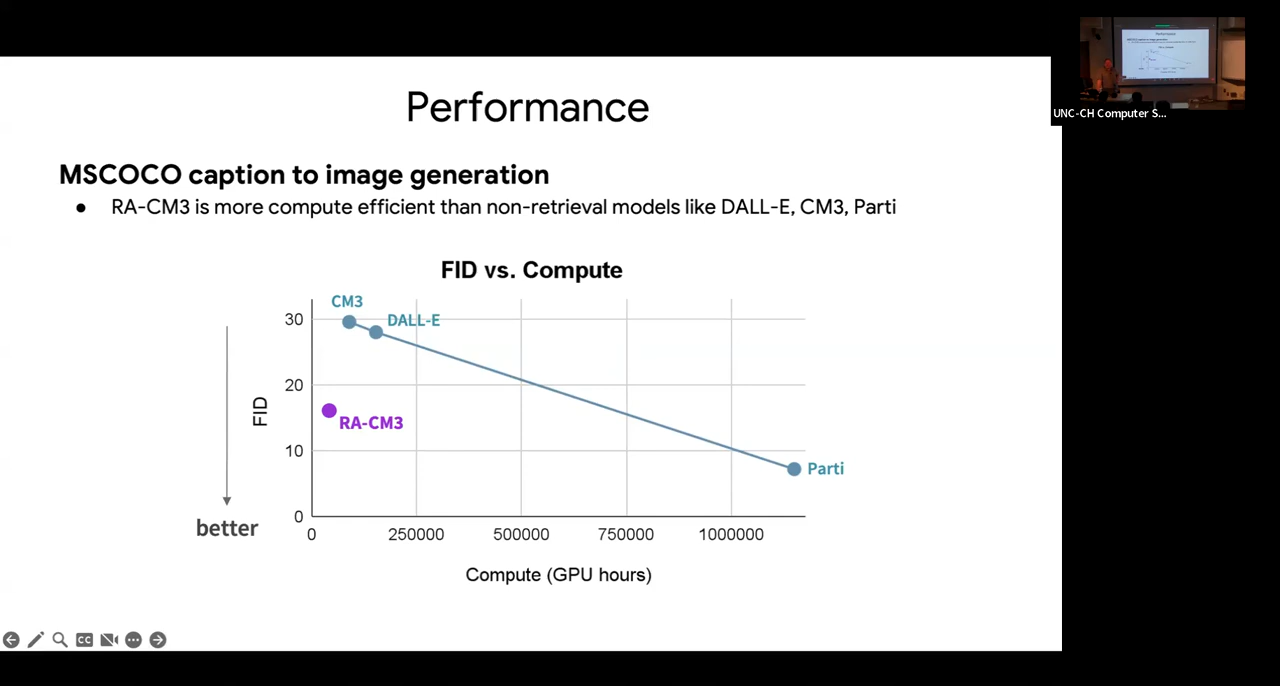 Performance
MSCOCO caption to image generation
● RA-CM3 is more compute efficient than non-retrieval models like DALL-E, CM3, Parti
FID vs. Compute
CM3
DALL-E
RA-CM3
Parti
30
20
10
0
FID
better
0 250000 500000 750000 1000000
Compute (GPU hours)
CC
UNC-CH Computer S...
Performance